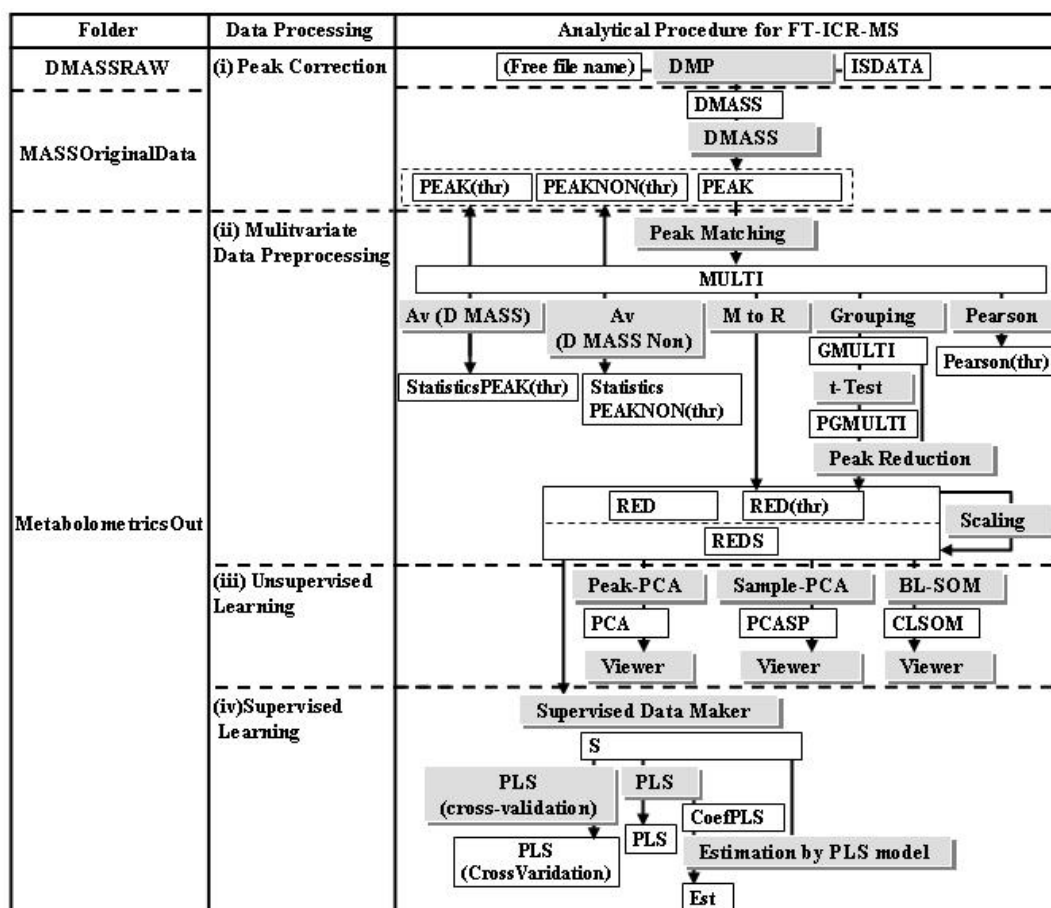 Folder
Data Processing
Analytical Procedure for FT-ICR-MS
DMASSRAW
(i) Peak Correction
(Free file name)
DMP
ISDATA
MASSOriginalData
DMASS
DMASS
PEAK(thr)
PEAKNON(thr)
PEAK
MetabolometricsOut
(ii) Mulitvariate
Data Preprocessing
Peak Matching
MULTI
Av (D MASS)
Av
(D MASS Non)
M to R
Grouping
Pearson
GMULTI
Pearson(thr)
StatisticsPEAK(thr)
Statistics
PEAKNON(thr)
t-Test
PGMULTI
Peak Reduction
RED
RED(thr)
REDS
Scaling
(iii) Unsupervised
Learning
Peak-PCA
Sample-PCA
BL-SOM
PCA
PCASP
CLSOM
Viewer
Viewer
Viewer
(iv)Supervised
Learning
Supervised Data Maker
S
PLS
(cross-validation)
PLS
CoefPLS
PLS
(CrossVaridation)
PLS
Estimation by PLS model
Est